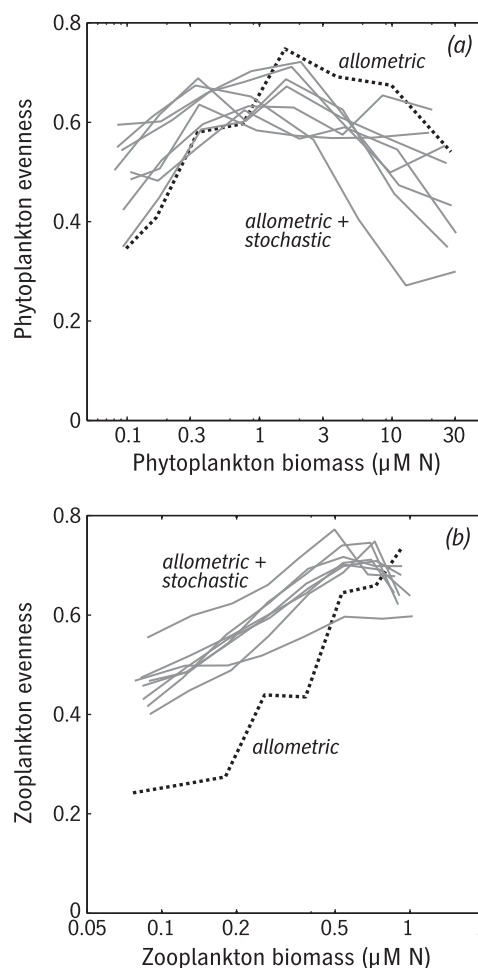 0.8
(a)
allometric
0.6
Phytoplankton evenness
0.4
allometric +
stochastic
0.2
0
0.1 0.3 1 3 10 30
Phytoplankton biomass (µM N)
0.8
(b)
allometric +
stochastic
0.6
Zooplankton evenness
0.4
allometric
0.2
0
0.05 0.1 0.2 0.5 1
Zooplankton biomass (µM N)